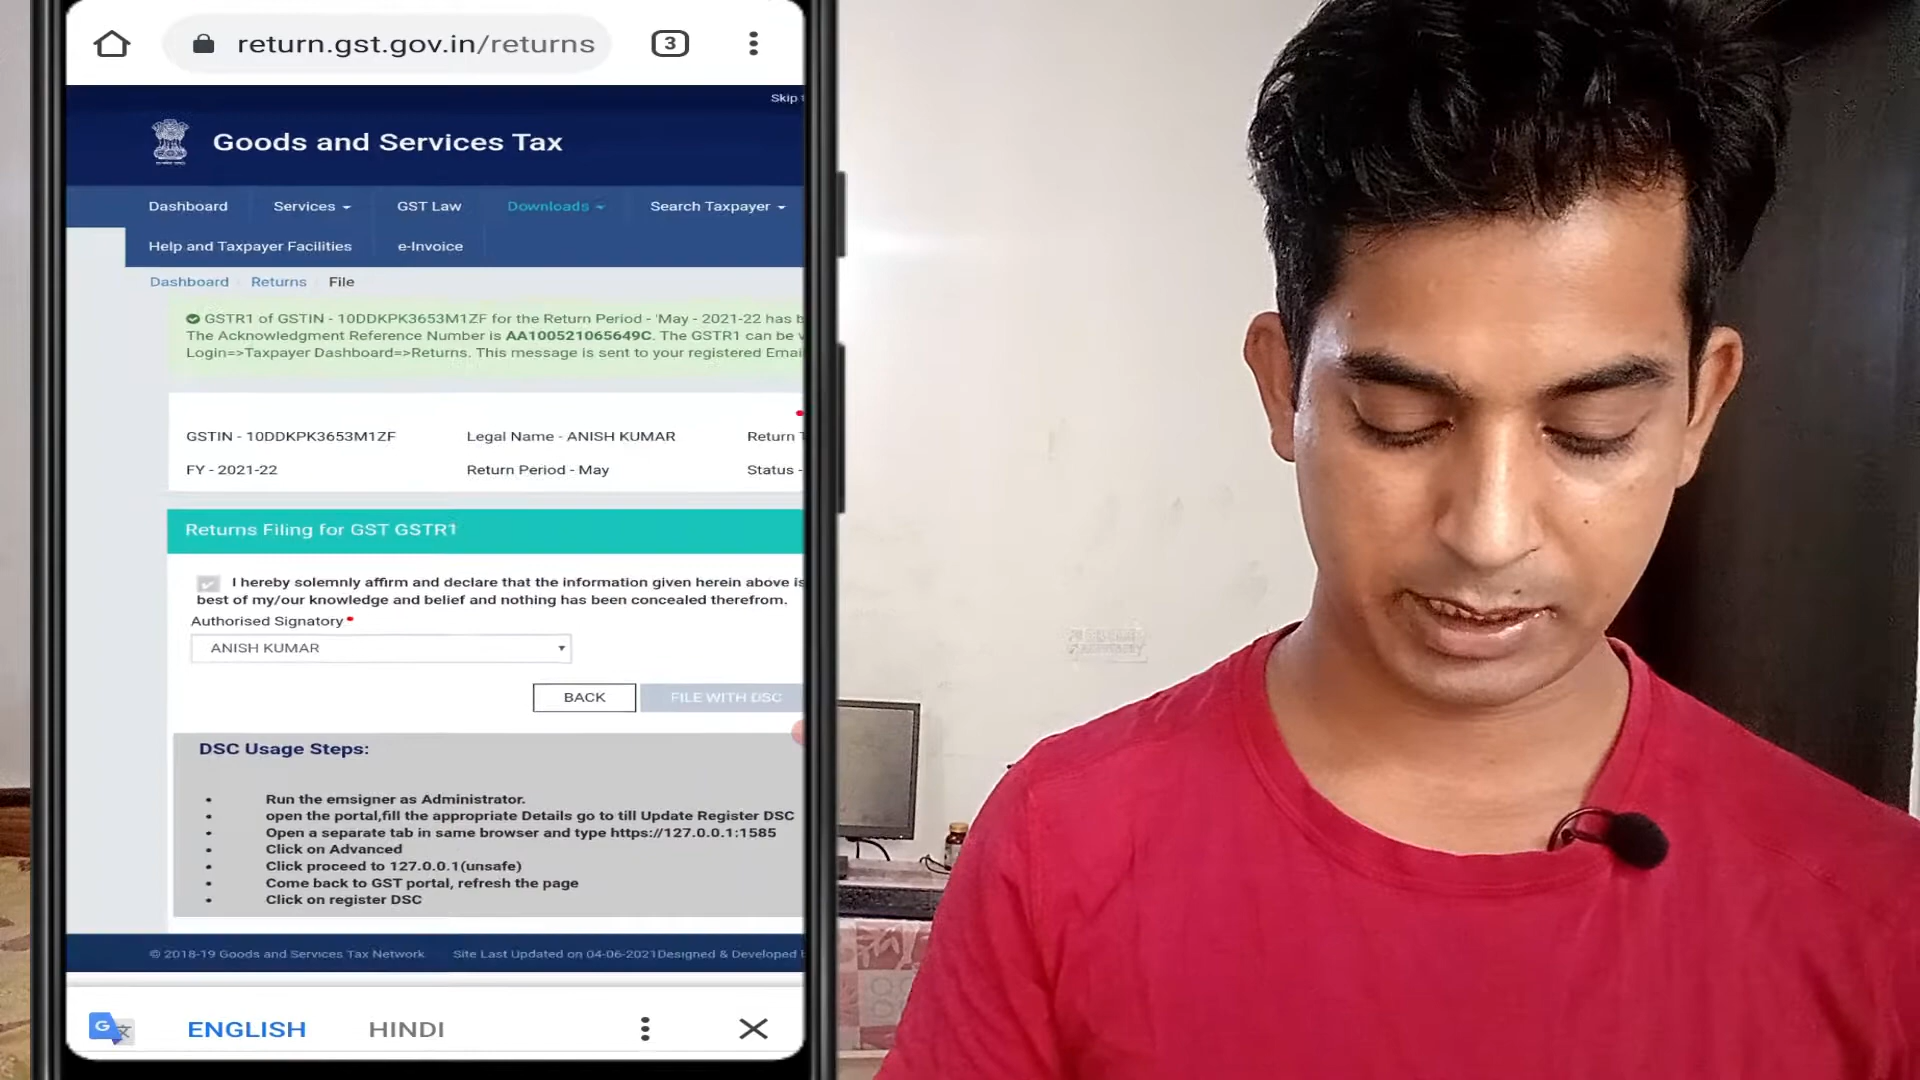 return.gst.gov.in/returns
3
Skip
Goods and Services Tax
Dashboard Services GST Law Downloads Search Taxpayer
Help and Taxpayer Facilities e-Invoice
Dashboard Returns File
GSTR1 of GSTIN - 10DDKPK3653M1ZF for the Return Period - 'May - 2021-22 has b
The Acknowledgment Reference Number is AA100521065649C. The GSTR1 can be v
Login=>Taxpayer Dashboard=>Returns. This message is sent to your registered Emai
GSTIN - 10DDKPK3653M1ZF Legal Name - ANISH KUMAR Return
FY - 2021-22 Return Period - May Status -
Returns Filing for GST GSTR1
I hereby solemnly affirm and declare that the information given herein above is
best of my/our knowledge and belief and nothing has been concealed therefrom.
Authorised Signatory
ANISH KUMAR
BACK FILE WITH DSC
DSC Usage Steps:
• Run the emsigner as Administrator.
• open the portal,fill the appropriate Details go to till Update Register DSC
• Open a separate tab in same browser and type https://127.0.0.1:1585
• Click on Advanced
• Click proceed to 127.0.0.1(unsafe)
• Come back to GST portal, refresh the page
• Click on register DSC
© 2018-19 Goods and Services Tax Network Site Last Updated on 04-06-2021Designed & Developed
ENGLISH HINDI